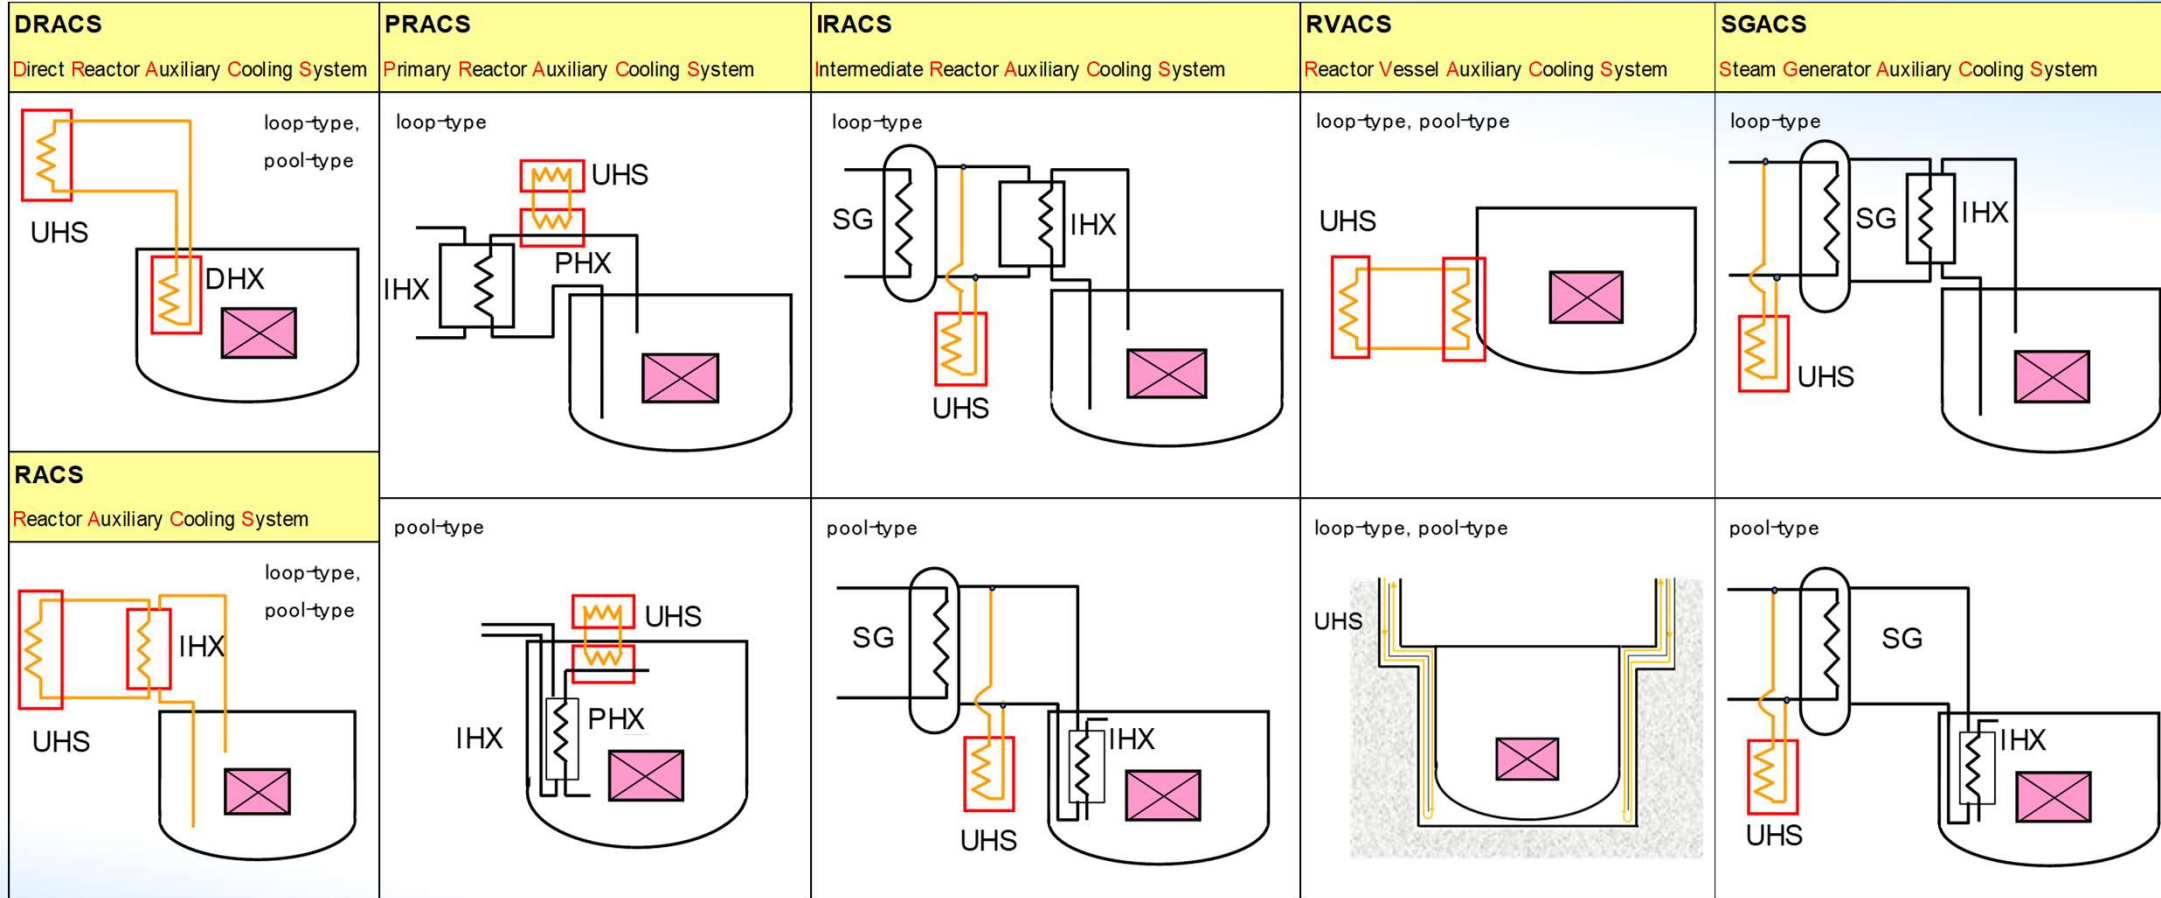 DRACS
Direct Reactor Auxiliary Cooling System
loop-type,
pool-type
UHS
DHX
RACS
Reactor Auxiliary Cooling System
loop-type,
pool-type
IHX
UHS
PRACS
Primary Reactor Auxiliary Cooling System
loop-type
UHS
PHX
IHX
pool-type
UHS
PHX
IHX
IRACS
Intermediate Reactor Auxiliary Cooling System
loop-type
SG
IHX
UHS
pool-type
SG
IHX
UHS
RVACS
Reactor Vessel Auxiliary Cooling System
loop-type, pool-type
UHS
loop-type, pool-type
UHS
SGACS
Steam Generator Auxiliary Cooling System
loop-type
SG
IHX
UHS
pool-type
SG
IHX
UHS